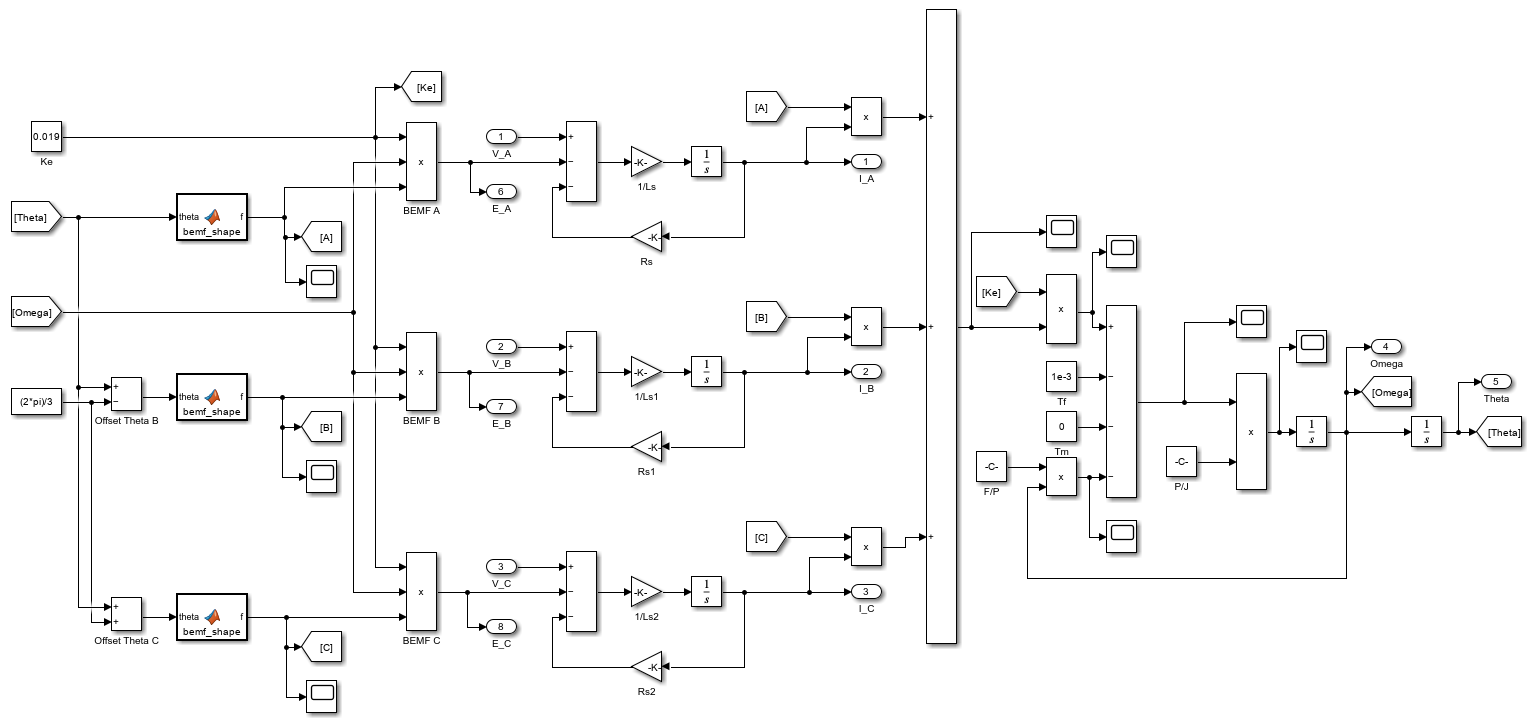 [Ke]
0.019
Ke
x
BEMF A
1
V_A
6
E_A
+
−
−
-K-
1/Ls
1
s
-K-
Rs
[A]
x
1
I_A
[Theta]
theta
f
bemf_shape
[A]
[Omega]
(2*pi)/3
+
−
Offset Theta B
theta
f
bemf_shape
[B]
x
BEMF B
2
V_B
7
E_B
+
−
−
-K-
1/Ls1
1
s
-K-
Rs1
[B]
x
2
I_B
+
+
Offset Theta C
theta
f
bemf_shape
[C]
x
BEMF C
3
V_C
8
E_C
+
−
−
-K-
1/Ls2
1
s
-K-
Rs2
[C]
x
3
I_C
+
+
+
[Ke]
x
1e-3
Tf
0
Tm
-C-
F/P
x
+
−
−
−
-C-
P/J
x
1
s
4
Omega
[Omega]
1
s
5
Theta
[Theta]